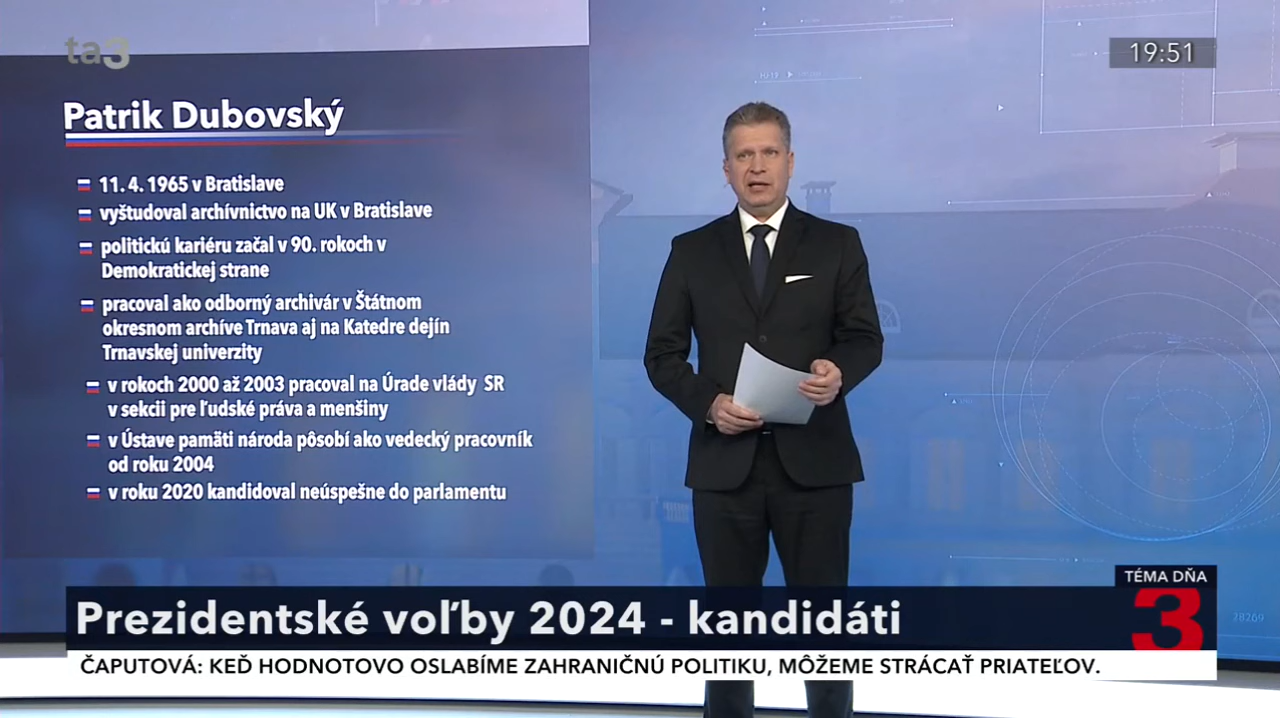 ta3
19:51
Patrik Dubovský
11. 4. 1965 v Bratislave
vyštudoval archívnictvo na UK v Bratislave
politickú kariéru začal v 90. rokoch v
Demokratickej strane
pracoval ako odborný archivár v Štátnom
okresnom archíve Trnava aj na Katedre dejín
Trnavskej univerzity
v rokoch 2000 až 2003 pracoval na Úrade vlády SR
v sekcii pre ľudské práva a menšiny
v Ústave pamäti národa pôsobí ako vedecký pracovník
od roku 2004
v roku 2020 kandidoval neúspešne do parlamentu
TÉMA DŇA
3
Prezidentské voľby 2024 - kandidáti
28269
ČAPUTOVÁ: KEĎ HODNOTOVO OSLABÍME ZAHRANIČNÚ POLITIKU, MÔŽEME STRÁCAŤ PRIATEĽOV.